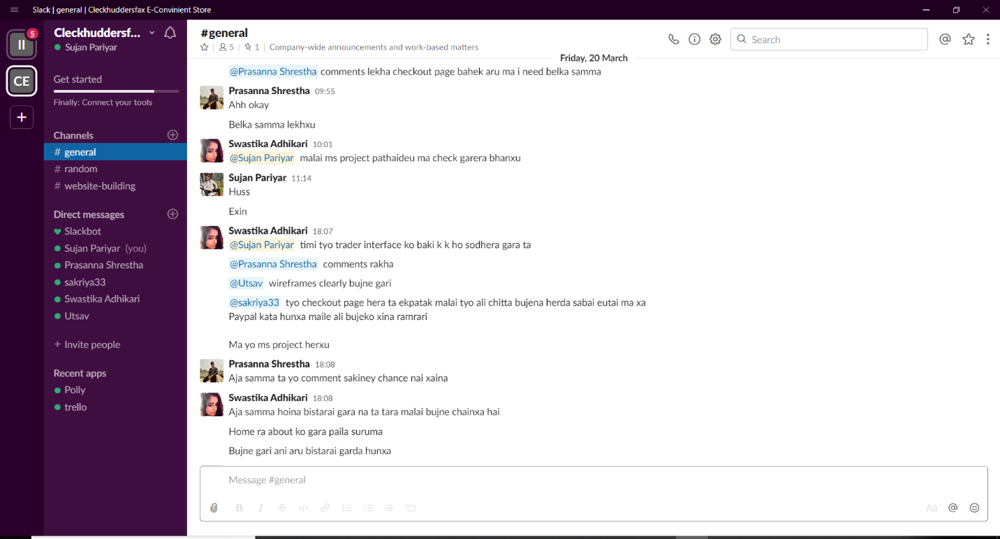 Slack | general | Cleckhuddersfax E-Convinient Store
5
II
CE
+
Cleckhuddersf...
Sujan Pariyar
Get started
Finally: Connect your tools
Channels
# general
# random
# website-building
Direct messages
Slackbot
Sujan Pariyar (you)
Prasanna Shrestha
sakriya33
Swastika Adhikari
Utsav
+ Invite people
Recent apps
Polly
trello
#general
5 | 1 | Company-wide announcements and work-based matters
Search
Friday, 20 March
@Prasanna Shrestha comments lekha checkout page bahek aru ma i need belka samma
Prasanna Shrestha 09:55
Ahh okay
Belka samma lekhxu
Swastika Adhikari 10:01
@Sujan Pariyar malai ms project pathaideu ma check garera bhanxu
Sujan Pariyar 11:14
Huss
Exin
Swastika Adhikari 18:07
@Sujan Pariyar timi tyo trader interface ko baki k k ho sodhera gara ta
@Prasanna Shrestha comments rakha
@Utsav wireframes clearly bujne gari
@sakriya33 tyo checkout page hera ta ekpatak malai tyo ali chitta bujena herda sabai eutai ma xa
Paypal kata hunxa maile ali bujeko xina ramrari
Ma yo ms project herxu
Prasanna Shrestha 18:08
Aja samma ta yo comment sakiney chance nai xaina
Swastika Adhikari 18:08
Aja samma hoina bistarai gara na ta tara malai bujne chainxa hai
Home ra about ko gara paila suruma
Bujne gari ani aru bistarai garda hunxa
Message #general
B I S </> Aa @